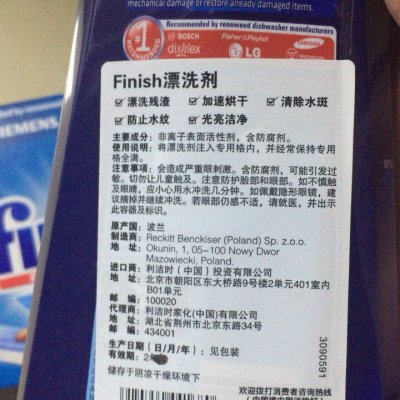 mechanical damage or restore already damaged items.
Recommended by renowned dishwasher manufacturers
#1
RECOMMENDED
BOSCH
Fisher&Paykel
SAMSUNG
dishlex
LG
SIEMENS
Finish漂洗剂
漂洗残渣 加速烘干 清除水斑
防止水纹 光亮洁净
主要成分：非离子表面活性剂，含防腐剂。
使用说明：将漂洗剂注入专用格内，并经常保持专用
格全满。
注意事项：会造成严重眼刺激。含防腐剂，可能引发过
敏。切勿让儿童触及。注意防护脸部和眼部。如不慎触
及眼睛，应小心用水冲洗几分钟。如佩戴隐形眼镜，建
议摘掉并继续冲洗。若眼部仍感不适，请就医，并出示
此容器及标识。
原产国：波兰
制造商：Reckitt Benckiser (Poland) Sp. z.o.o.
地 址：Okunin, 1, 05-100 Nowy Dwor
Mazowiecki, Poland.
进口商：利洁时（中国）投资有限公司
地 址：北京市朝阳区东大桥路9号楼2单元401室内
B01单元
邮 编：100020
代理商：利洁时家化(中国)有限公司
地 址：湖北省荆州市北京东路34号
邮 编：434001
生产日期（日/月/年）：见包装
有效期：2
储存于阴凉干燥环境下
3090591
欢迎拨打消费者咨询热线